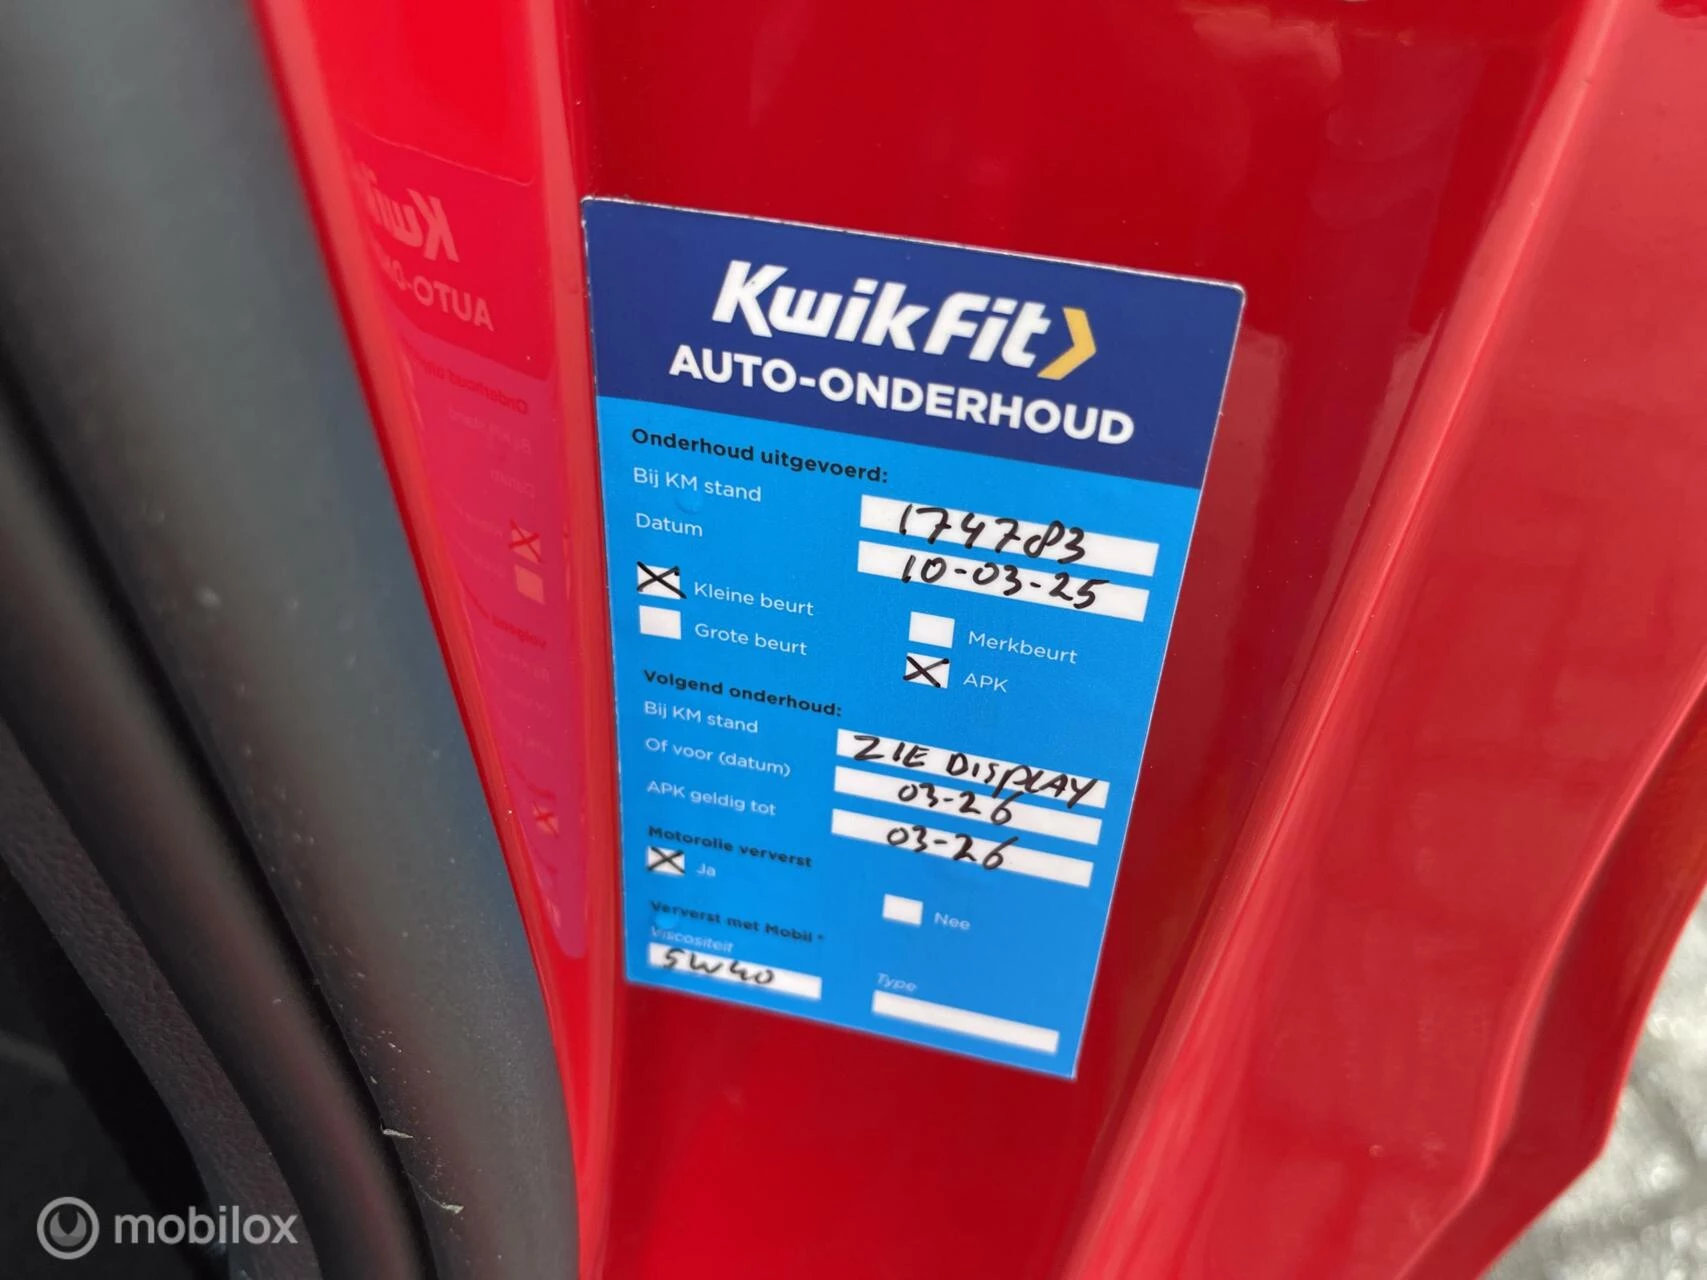 KwikFit
AUTO-ONDERHOUD
Onderhoud uitgevoerd:
Bij KM stand 174783
Datum 10-03-25
Kleine beurt
Merkbeurt
Grote beurt
APK
Volgend onderhoud:
Bij KM stand ZIE DISPLAY
Of voor (datum) 03-26
APK geldig tot 03-26
Motorolie ververst
Ja
Nee
Ververst met Mobil *
Viscositeit
Type
5W40
mobilox